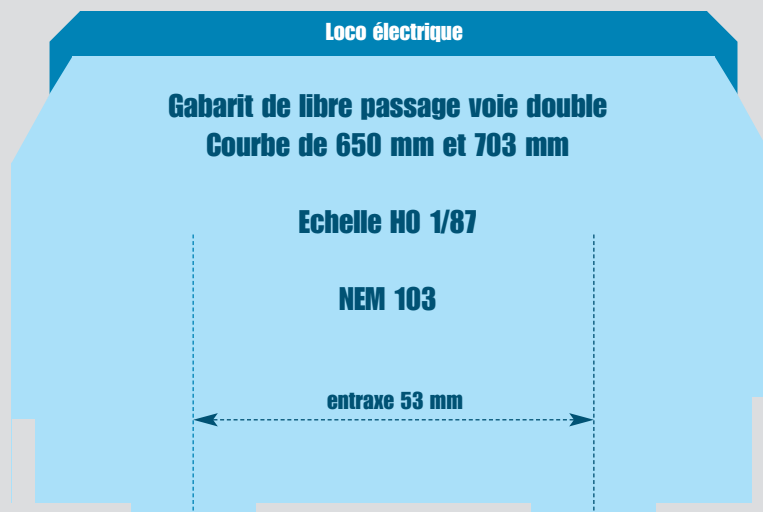 Loco électrique
Gabarit de libre passage voie double
Courbe de 650 mm et 703 mm
Echelle HO 1/87
NEM 103
entraxe 53 mm